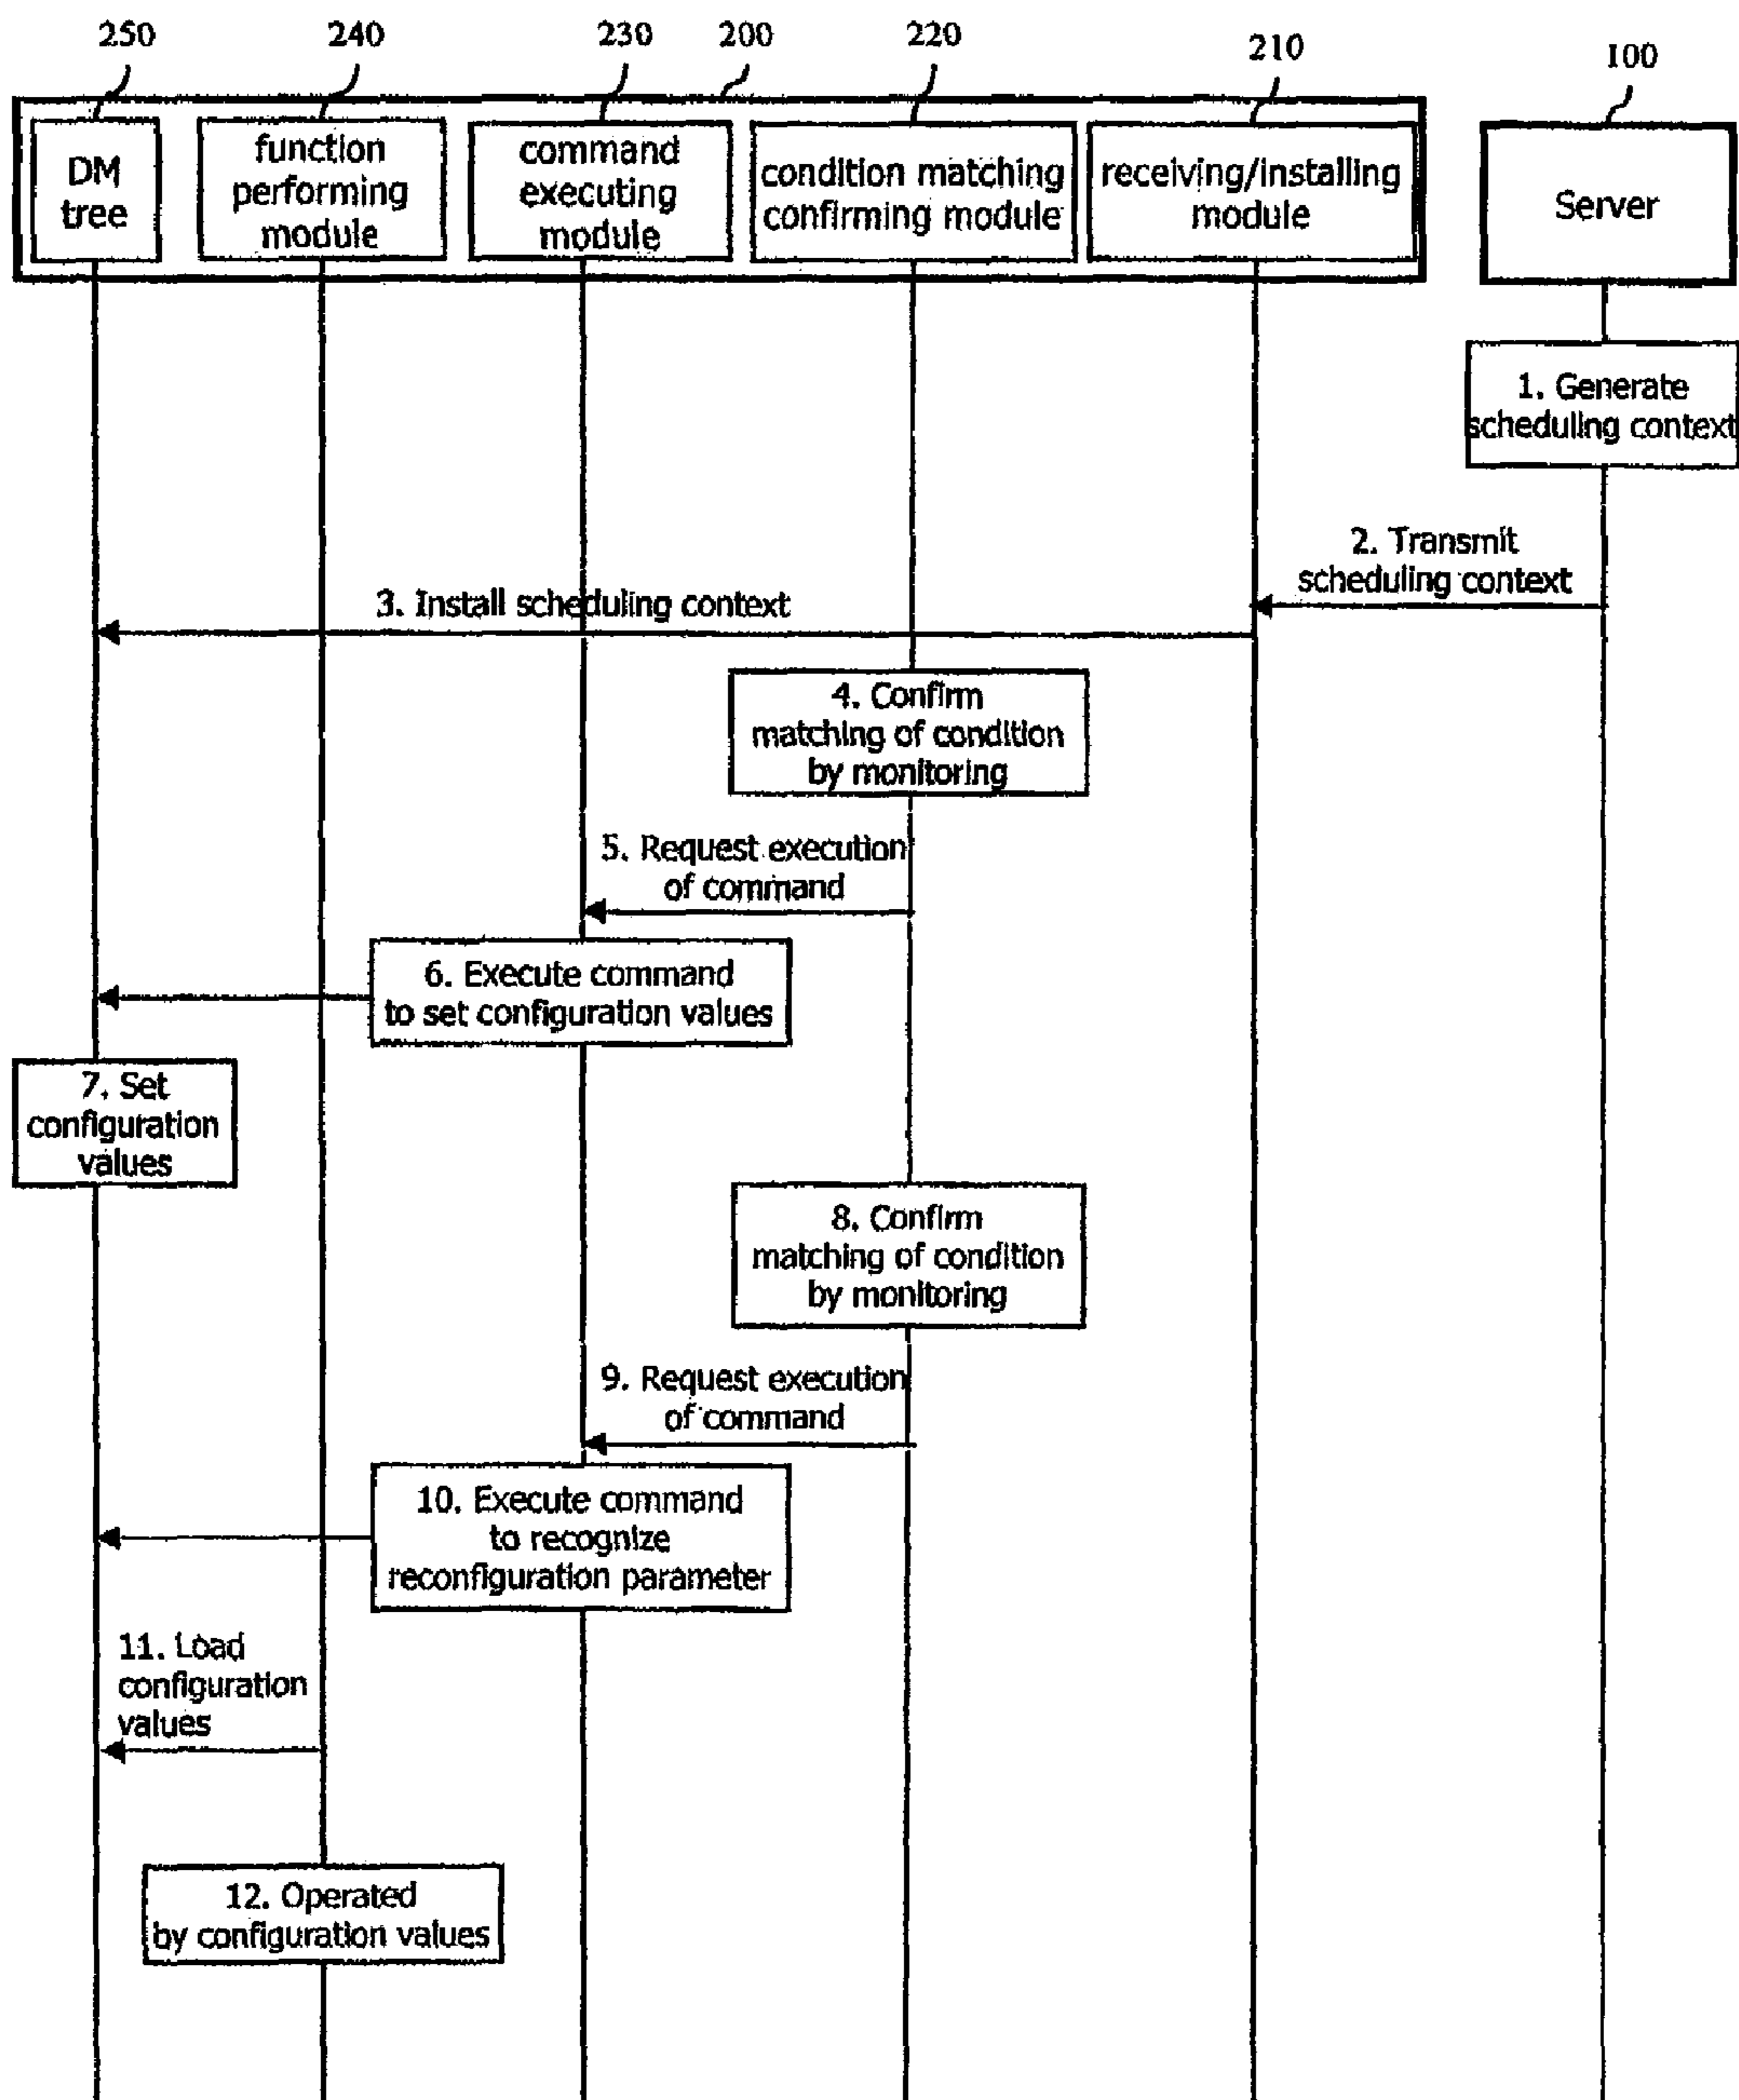 250 240 230 200 220 210 100
DM
tree
function
performing
module
command
executing
module
condition matching
confirming module
receiving/installing
module
Server
1. Generate
scheduling context
2. Transmit
scheduling context
3. Install scheduling context
4. Confirm
matching of condition
by monitoring
5. Request execution
of command
6. Execute command
to set configuration values
7. Set
configuration
values
8. Confirm
matching of condition
by monitoring
9. Request execution
of command
10. Execute command
to recognize
reconfiguration parameter
11. Load
configuration
values
12. Operated
by configuration values